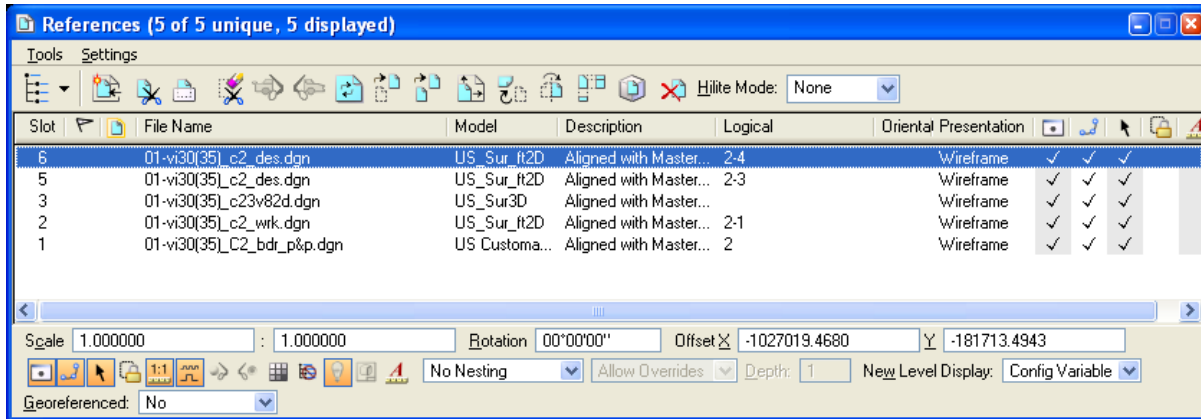 References (5 of 5 unique, 5 displayed)
Tools Settings
Hilite Mode: None
Slot File Name Model Description Logical Oriental Presentation
6 01-vi30(35)_c2_des.dgn US_Sur_ft2D Aligned with Master... 2-4 Wireframe ✓ ✓ ✓
5 01-vi30(35)_c2_des.dgn US_Sur_ft2D Aligned with Master... 2-3 Wireframe ✓ ✓ ✓
3 01-vi30(35)_c23v82d.dgn US_Sur3D Aligned with Master... Wireframe ✓ ✓ ✓
2 01-vi30(35)_c2_wrk.dgn US_Sur_ft2D Aligned with Master... 2-1 Wireframe ✓ ✓ ✓
1 01-vi30(35)_C2_bdr_p&p.dgn US Customa... Aligned with Master... 2 Wireframe ✓ ✓ ✓
Scale 1.000000 : 1.000000 Rotation 00°00'00" Offset X -1027019.4680 Y -181713.4943
1:1 No Nesting Allow Overrides Depth: 1 New Level Display: Config Variable
Georeferenced: No